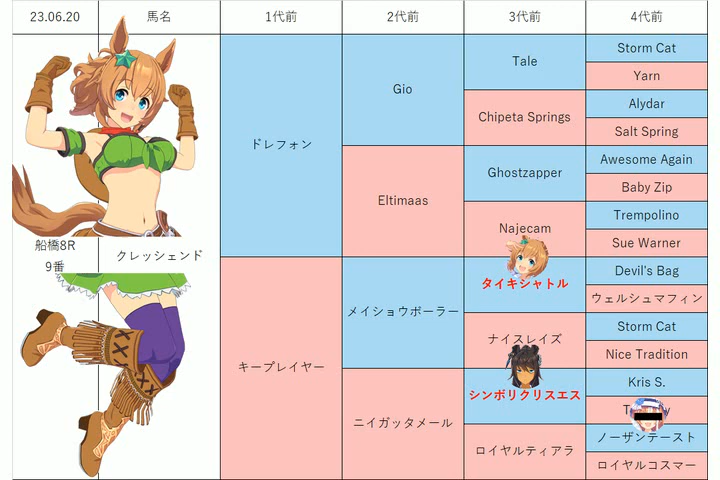 23.06.20 馬名 1代前 2代前 3代前 4代前
船橋8R
9番
クレッシェンド
ドレフォン
キープレイヤー
Gio
Eltimaas
メイショウボーラー
ニイガッタメール
Tale
Chipeta Springs
Ghostzapper
Najecam
タイキシャトル
ナイスレイズ
シンボリクリスエス
ロイヤルティアラ
Storm Cat
Yarn
Alydar
Salt Spring
Awesome Again
Baby Zip
Trempolino
Sue Warner
Devil's Bag
ウェルシュマフィン
Storm Cat
Nice Tradition
Kris S.
ノーザンテースト
ロイヤルコスマー